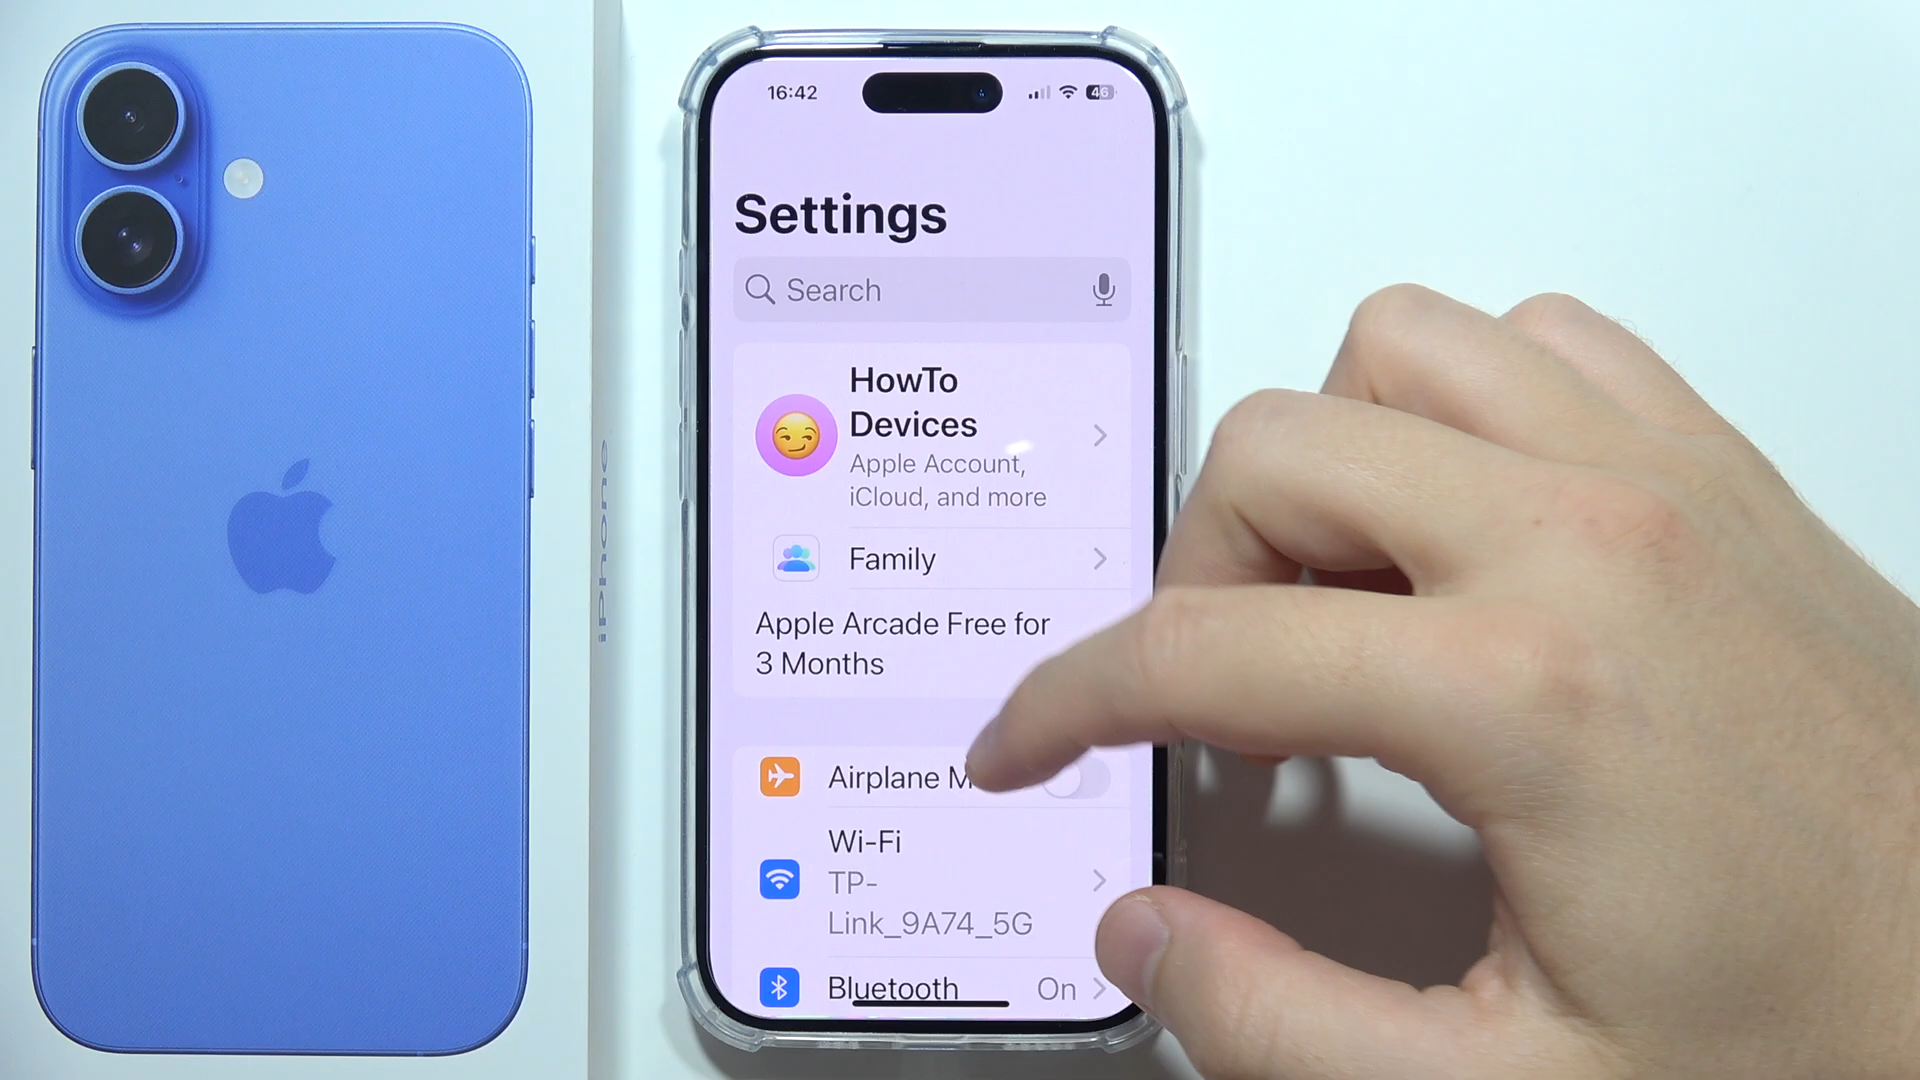 iPhone
16:42
46
Settings
Search
HowTo
Devices
Apple Account,
iCloud, and more
Family
Apple Arcade Free for
3 Months
Airplane M
Wi-Fi
TP-
Link_9A74_5G
Bluetooth On